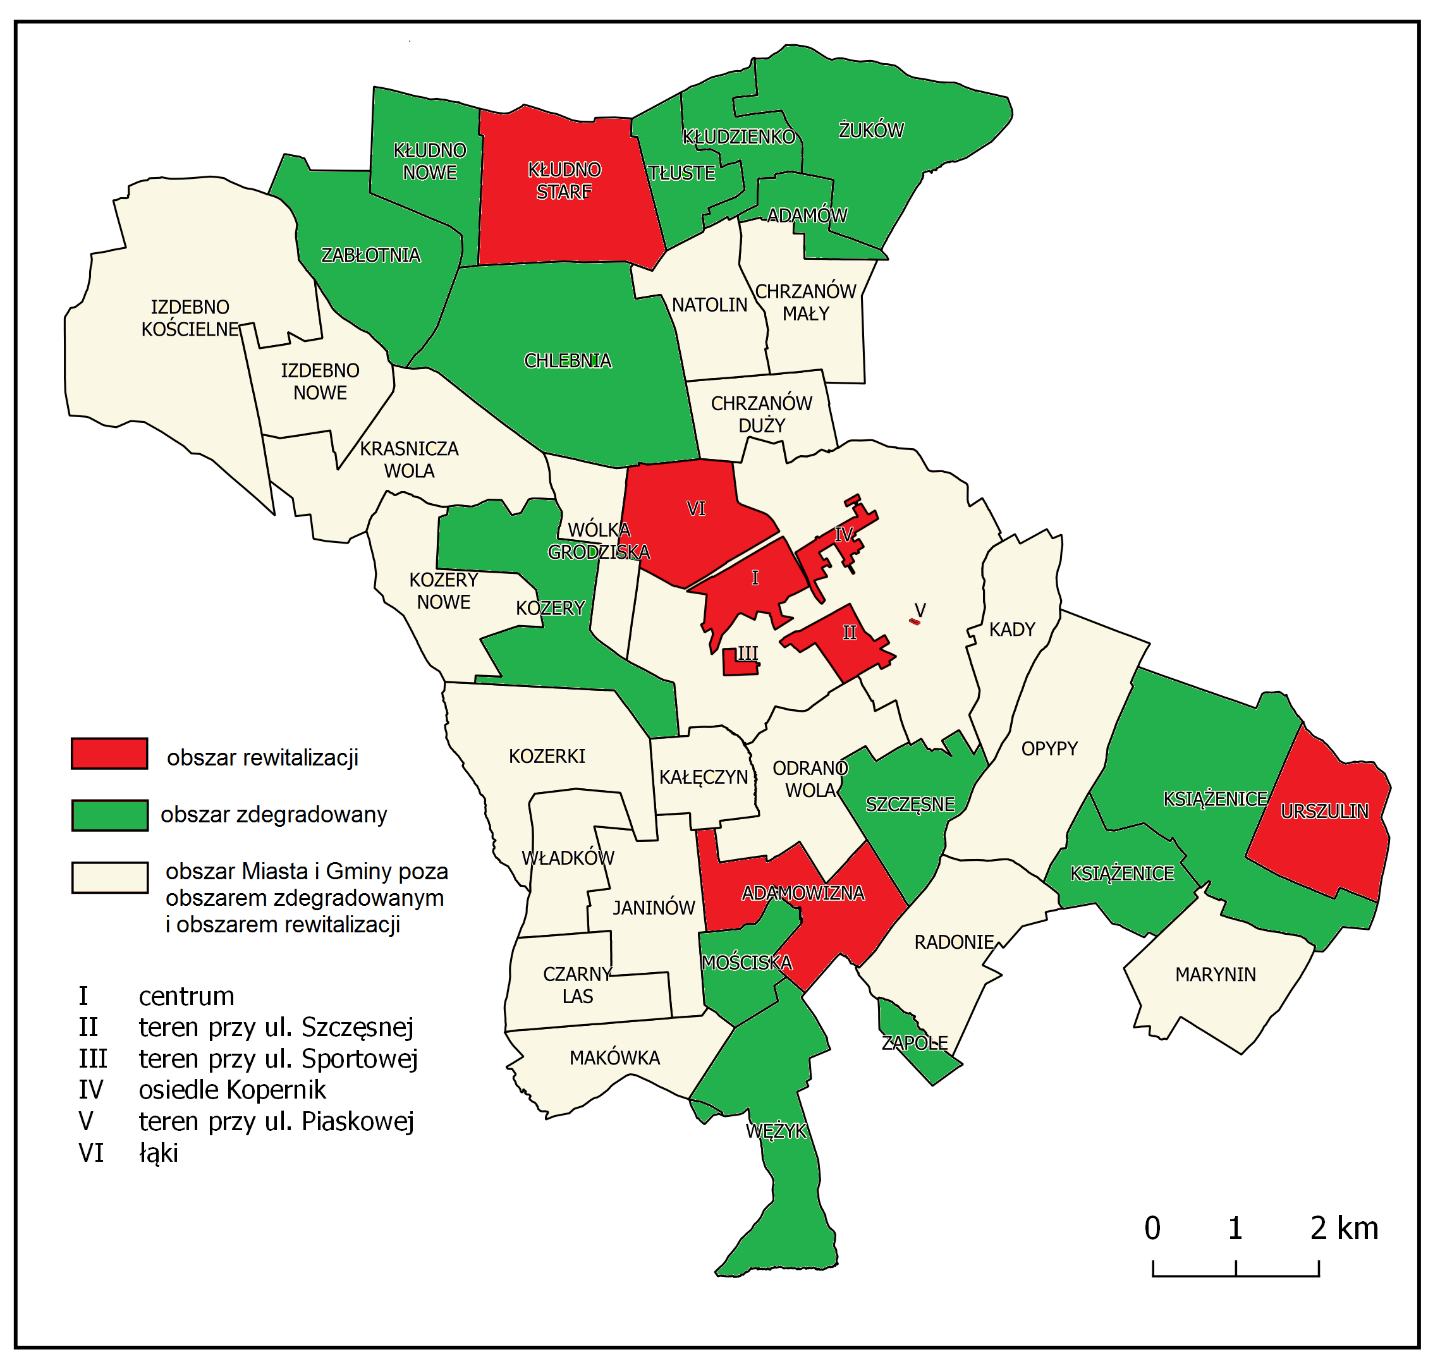 ŻUKÓW
KŁUDZIENKO
KŁUDNO
NOWE
KŁUDNO
STARE
TŁUSTE
ADAMÓW
ZABŁOTNIA
IZDEBNO
KOŚCIELNE
NATOLIN
CHRZANÓW
MAŁY
CHLEBNIA
IZDEBNO
NOWE
CHRZANÓW
DUŻY
KRASNICZA
WOLA
VI
WÓLKA
GRODZISKA
IV
I
KOZERY
NOWE
KOZERY
V
II
KADY
III
OPYPY
KOZERKI
KAŁĘCZYN
ODRANO
WOLA
SZCZĘSNE
KSIĄŻENICE
URSZULIN
WŁADKÓW
KSIĄŻENICE
ADAMOWIZNA
JANINÓW
RADONIE
MOŚCISKA
CZARNY
LAS
MARYNIN
ZAPOLE
MAKÓWKA
WĘŻYK
obszar rewitalizacji
obszar zdegradowany
obszar Miasta i Gminy poza
obszarem zdegradowanym
i obszarem rewitalizacji
I centrum
II teren przy ul. Szczęsnej
III teren przy ul. Sportowej
IV osiedle Kopernik
V teren przy ul. Piaskowej
VI łąki
0 1 2 km